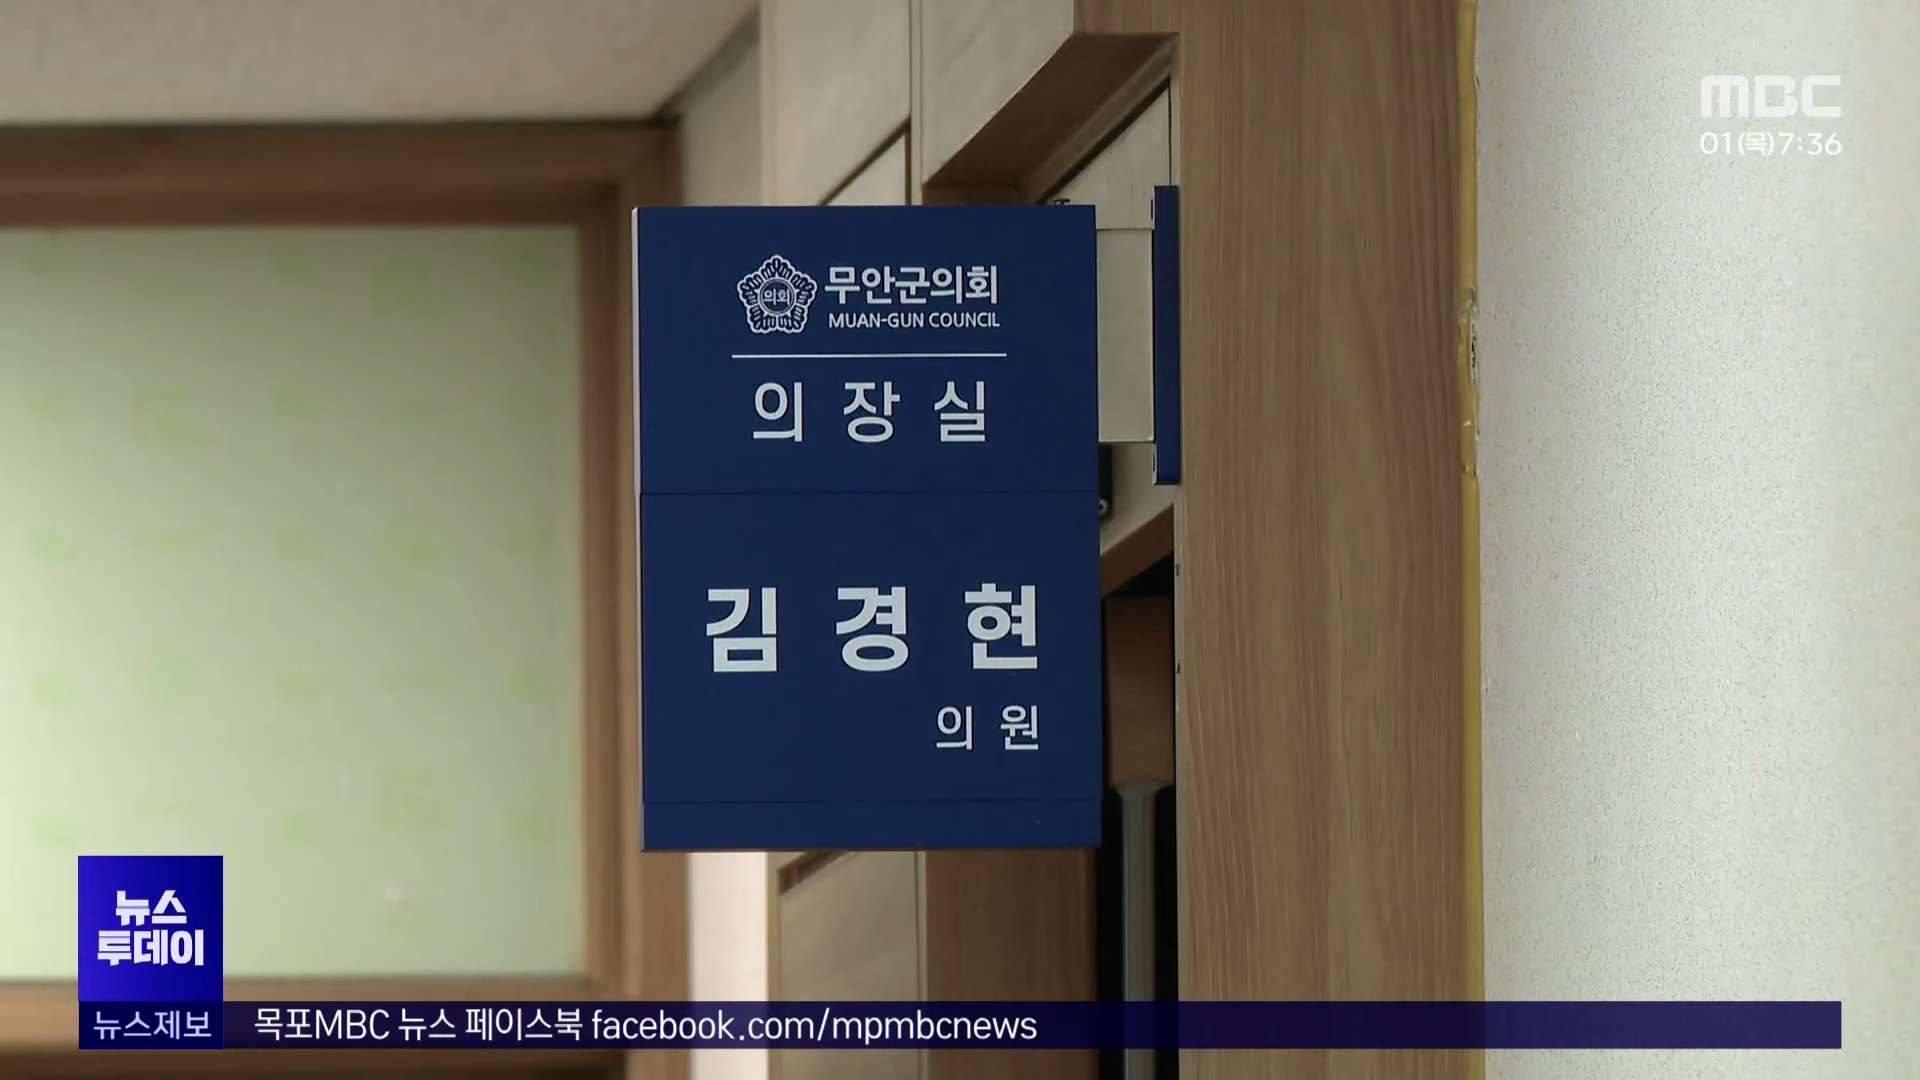 MBC
01(목)7:36
의회
무안군의회
MUAN-GUN COUNCIL
의장실
김경현
의원
뉴스
투데이
뉴스제보 목포MBC 뉴스 페이스북 facebook.com/mpmbcnews